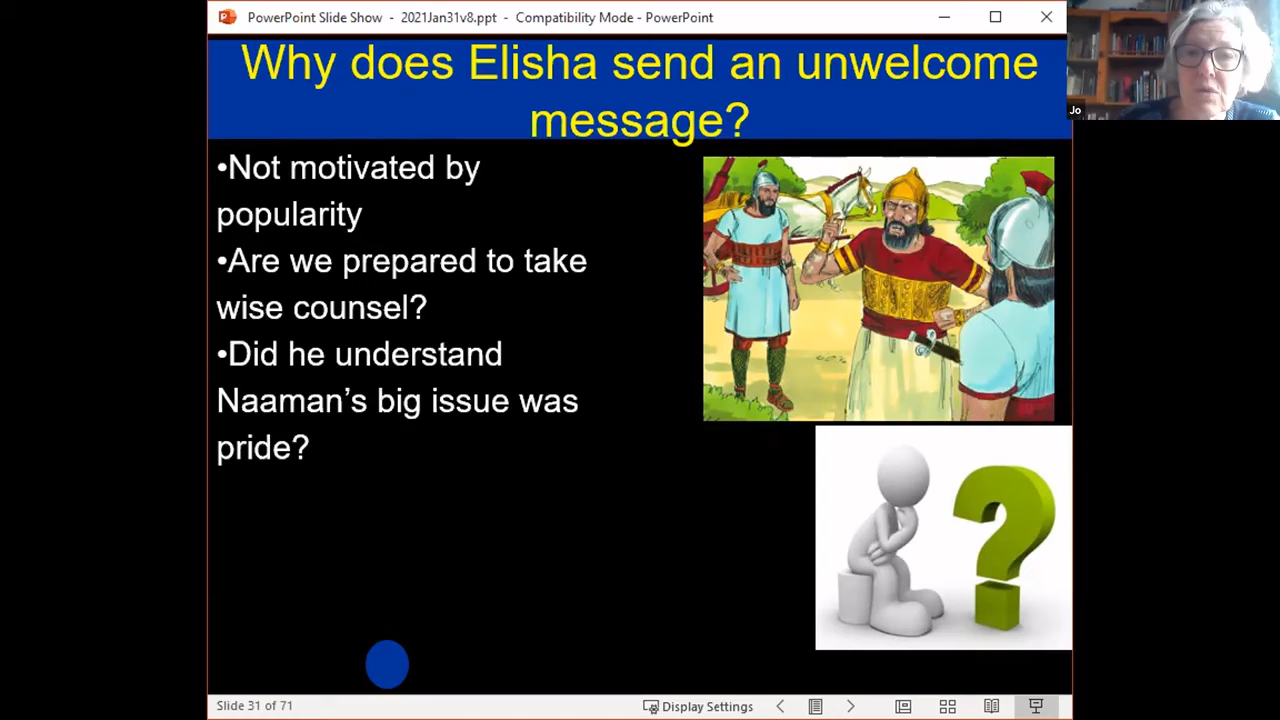 PowerPoint Slide Show - 2021Jan31v8.ppt - Compatibility Mode - PowerPoint
Why does Elisha send an unwelcome
message?
Jo
•Not motivated by
popularity
•Are we prepared to take
wise counsel?
•Did he understand
Naaman’s big issue was
pride?
?
Slide 31 of 71
Display Settings